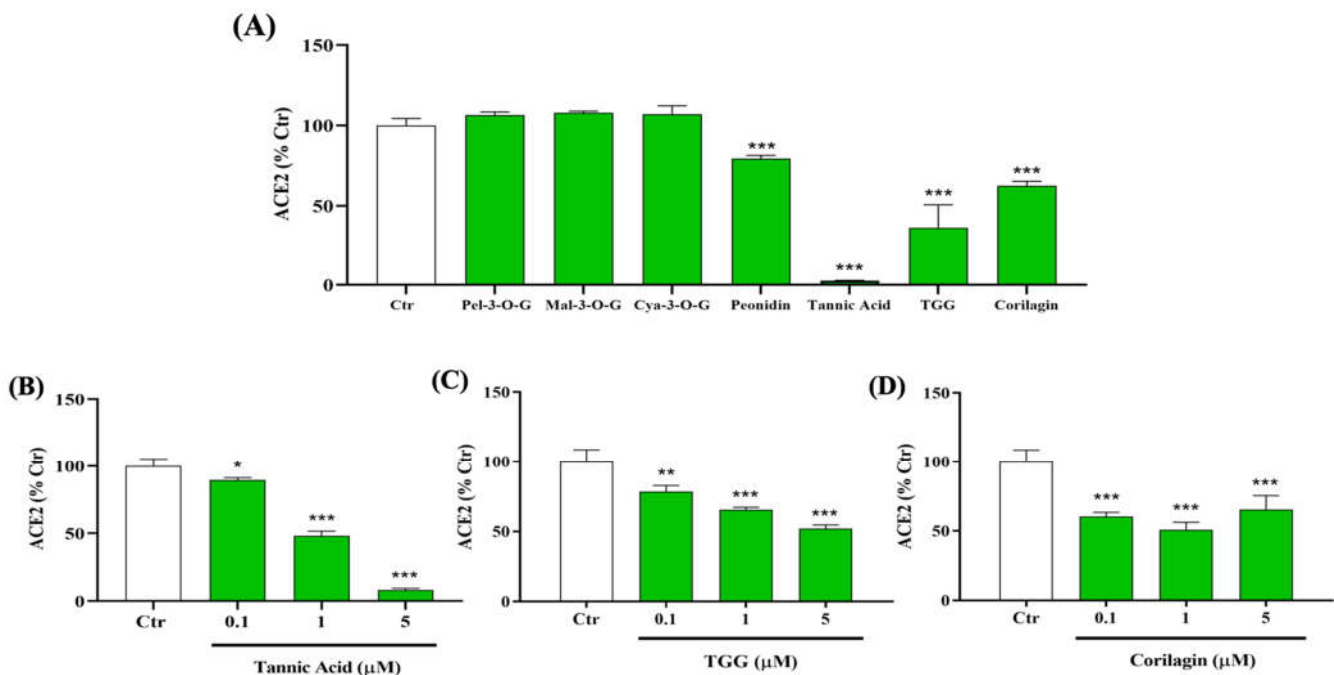 (A)
150
100
50
0
ACE2 (% Ctr)
***
***
***
***
Ctr Pel-3-O-G Mal-3-O-G Cya-3-O-G Peonidin Tannic Acid TGG Corilagin
(B)
150
100
50
0
ACE2 (% Ctr)
*
***
***
Ctr 0.1 1 5
Tannic Acid (μM)
(C)
150
100
50
0
ACE2 (% Ctr)
**
***
***
Ctr 0.1 1 5
TGG (μM)
(D)
150
100
50
0
ACE2 (% Ctr)
***
***
***
Ctr 0.1 1 5
Corilagin (μM)